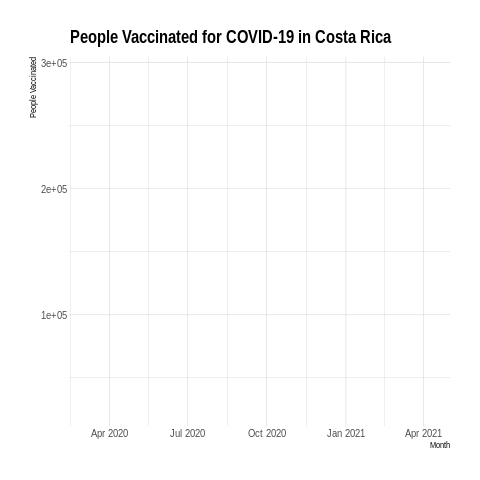 People Vaccinated for COVID-19 in Costa Rica
People Vaccinated
3e+05
2e+05
1e+05
Apr 2020 Jul 2020 Oct 2020 Jan 2021 Apr 2021
Month